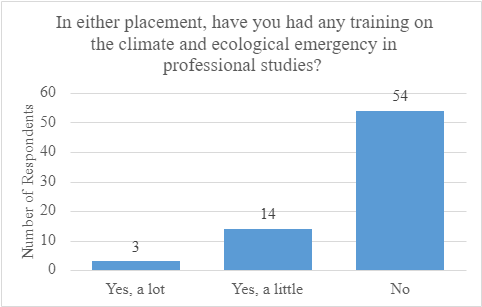 In either placement, have you had any training on
the climate and ecological emergency in
professional studies?
Number of Respondents
60
50
40
30
20
10
0
3
14
54
Yes, a lot
Yes, a little
No